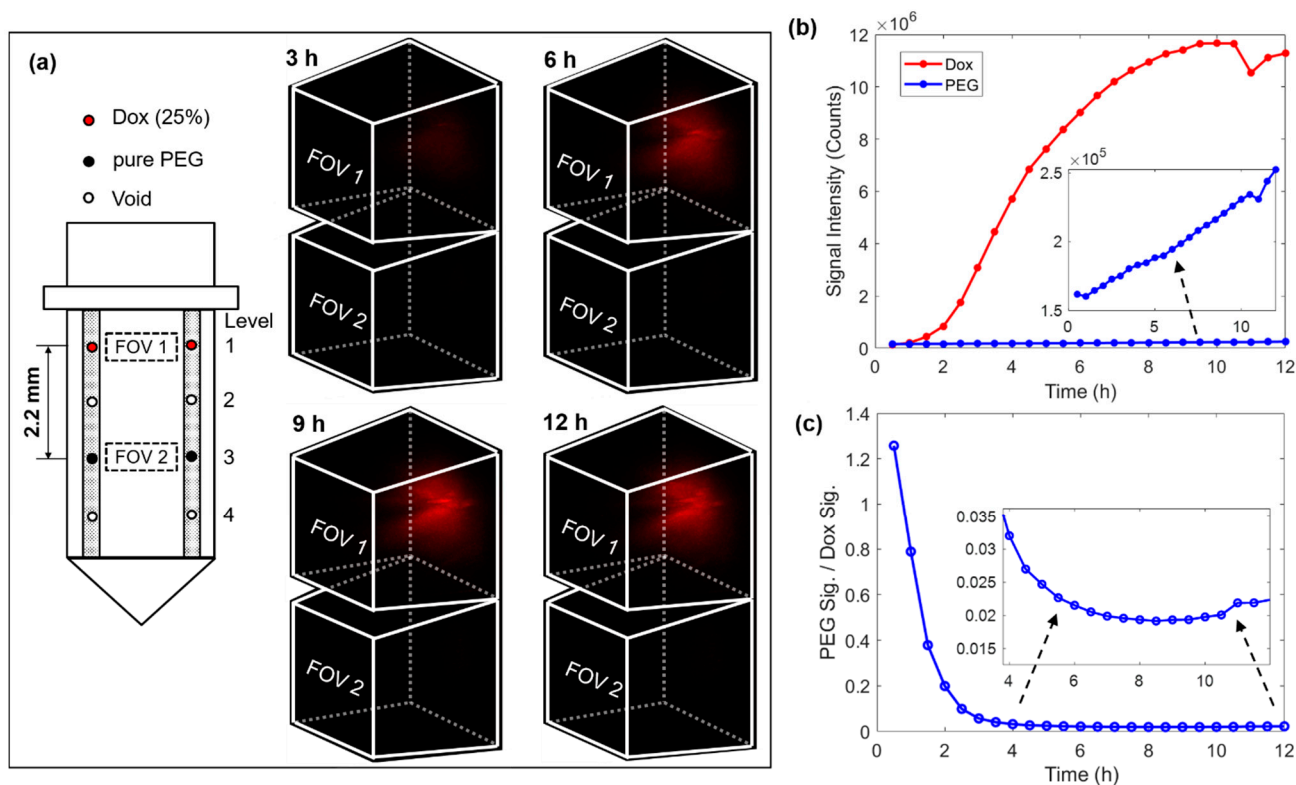 (a)
Dox (25%)
pure PEG
Void
Level
FOV 1
1
2
2.2 mm
FOV 2
3
4
3 h
6 h
FOV 1
FOV 1
FOV 2
FOV 2
9 h
12 h
FOV 1
FOV 1
FOV 2
FOV 2
(b)
×10⁶
12
10
8
6
4
2
0
Signal Intensity (Counts)
Dox
PEG
×10⁵
2.5
2
1.5
0 5 10
0 2 4 6 8 10 12
Time (h)
(c)
1.4
1.2
1
0.8
0.6
0.4
0.2
0
PEG Sig. / Dox Sig.
0.035
0.03
0.025
0.02
0.015
4 6 8 10
0 2 4 6 8 10 12
Time (h)